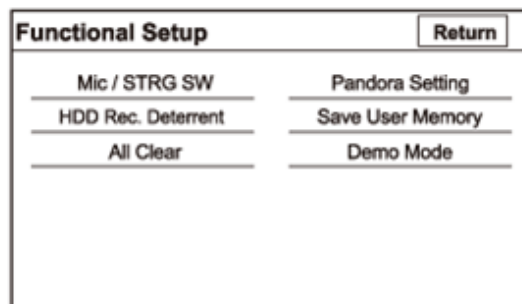 Functional Setup Return
Mic / STRG SW Pandora Setting
HDD Rec. Deterrent Save User Memory
All Clear Demo Mode